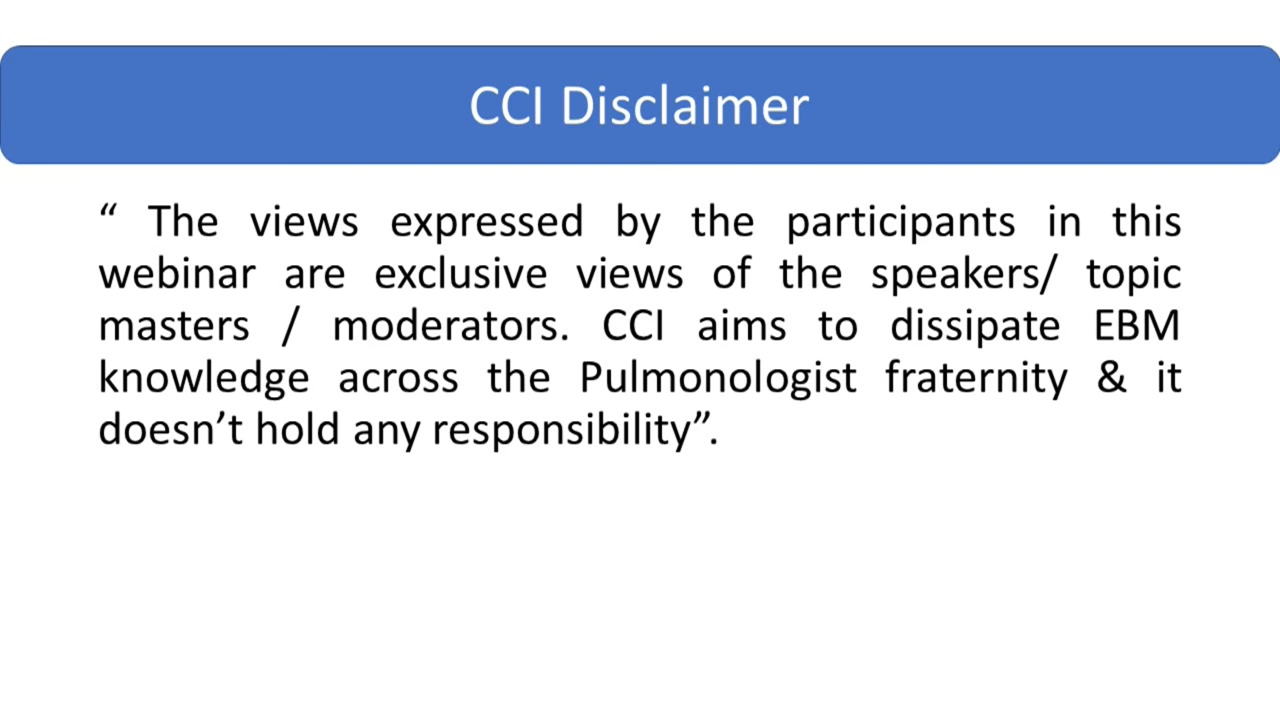 CCI Disclaimer
“ The views expressed by the participants in this
webinar are exclusive views of the speakers/ topic
masters / moderators. CCI aims to dissipate EBM
knowledge across the Pulmonologist fraternity & it
doesn’t hold any responsibility”.